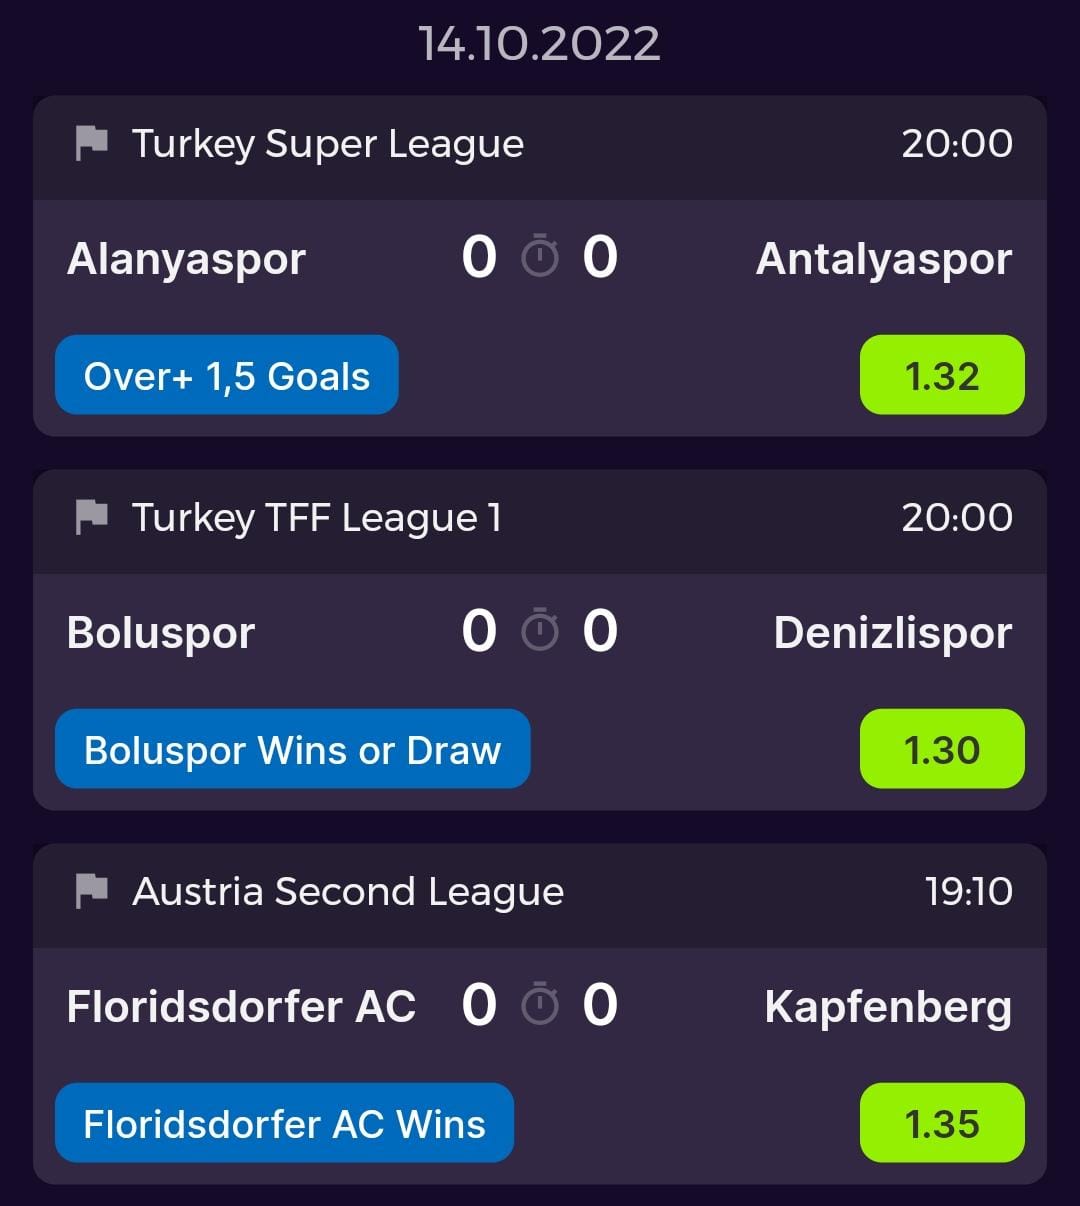 14.10.2022
Turkey Super League 20:00
Alanyaspor 0 0 Antalyaspor
Over+ 1,5 Goals 1.32
Turkey TFF League 1 20:00
Boluspor 0 0 Denizlispor
Boluspor Wins or Draw 1.30
Austria Second League 19:10
Floridsdorfer AC 0 0 Kapfenberg
Floridsdorfer AC Wins 1.35